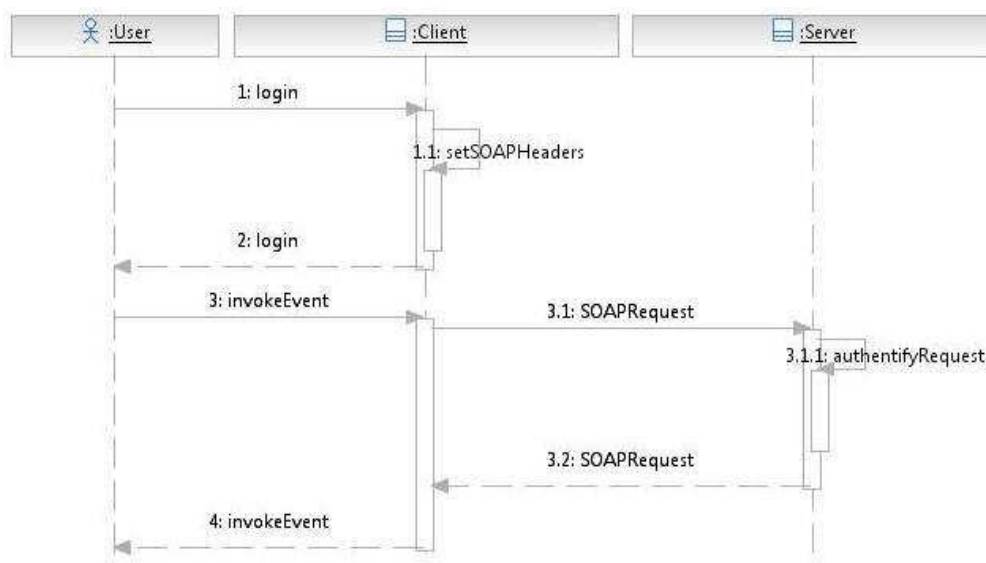 :User
:Client
:Server
1: login
1.1: setSOAPHeaders
2: login
3: invokeEvent
3.1: SOAPRequest
3.1.1: authentifyRequest
3.2: SOAPRequest
4: invokeEvent